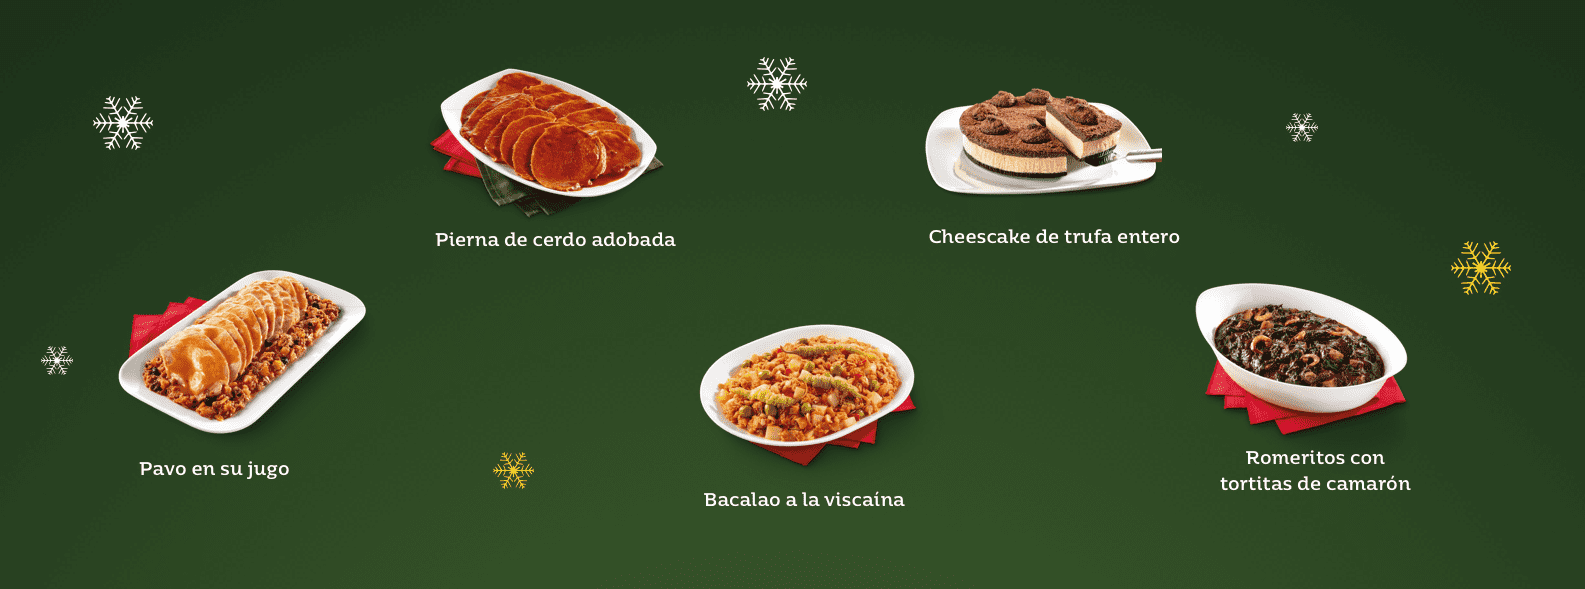 Pierna de cerdo adobada
Cheescake de trufa entero
Pavo en su jugo
Bacalao a la viscaína
Romeritos con
tortitas de camarón